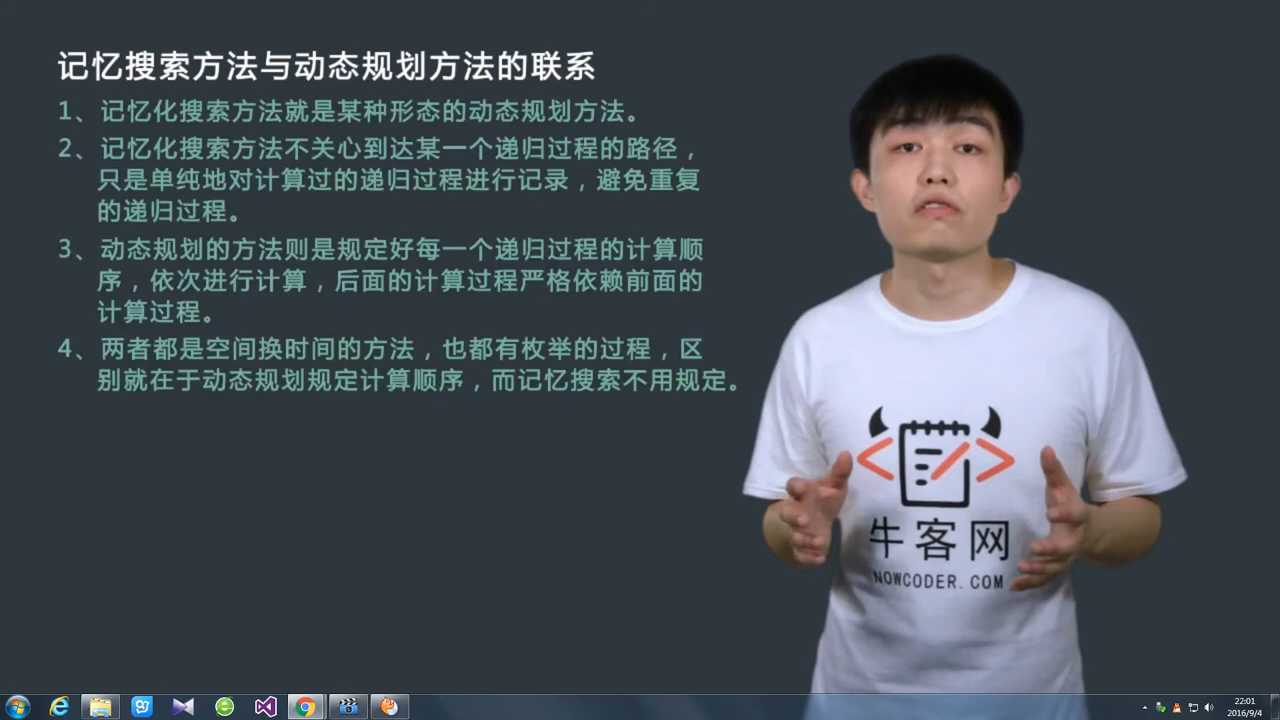 记忆搜索方法与动态规划方法的联系
1、记忆化搜索方法就是某种形态的动态规划方法。
2、记忆化搜索方法不关心到达某一个递归过程的路径，
只是单纯地对计算过的递归过程进行记录，避免重复
的递归过程。
3、动态规划的方法则是规定好每一个递归过程的计算顺
序，依次进行计算，后面的计算过程严格依赖前面的
计算过程。
4、两者都是空间换时间的方法，也都有枚举的过程，区
别就在于动态规划规定计算顺序，而记忆搜索不用规定。
牛客网
NOWCODER.COM
22:01
2016/9/4